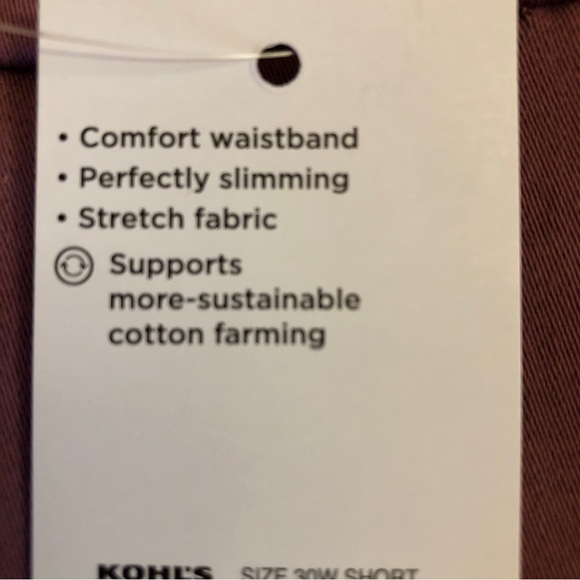 • Comfort waistband
• Perfectly slimming
• Stretch fabric
Supports
more-sustainable
cotton farming
KOHL'S SIZE 30W SHORT